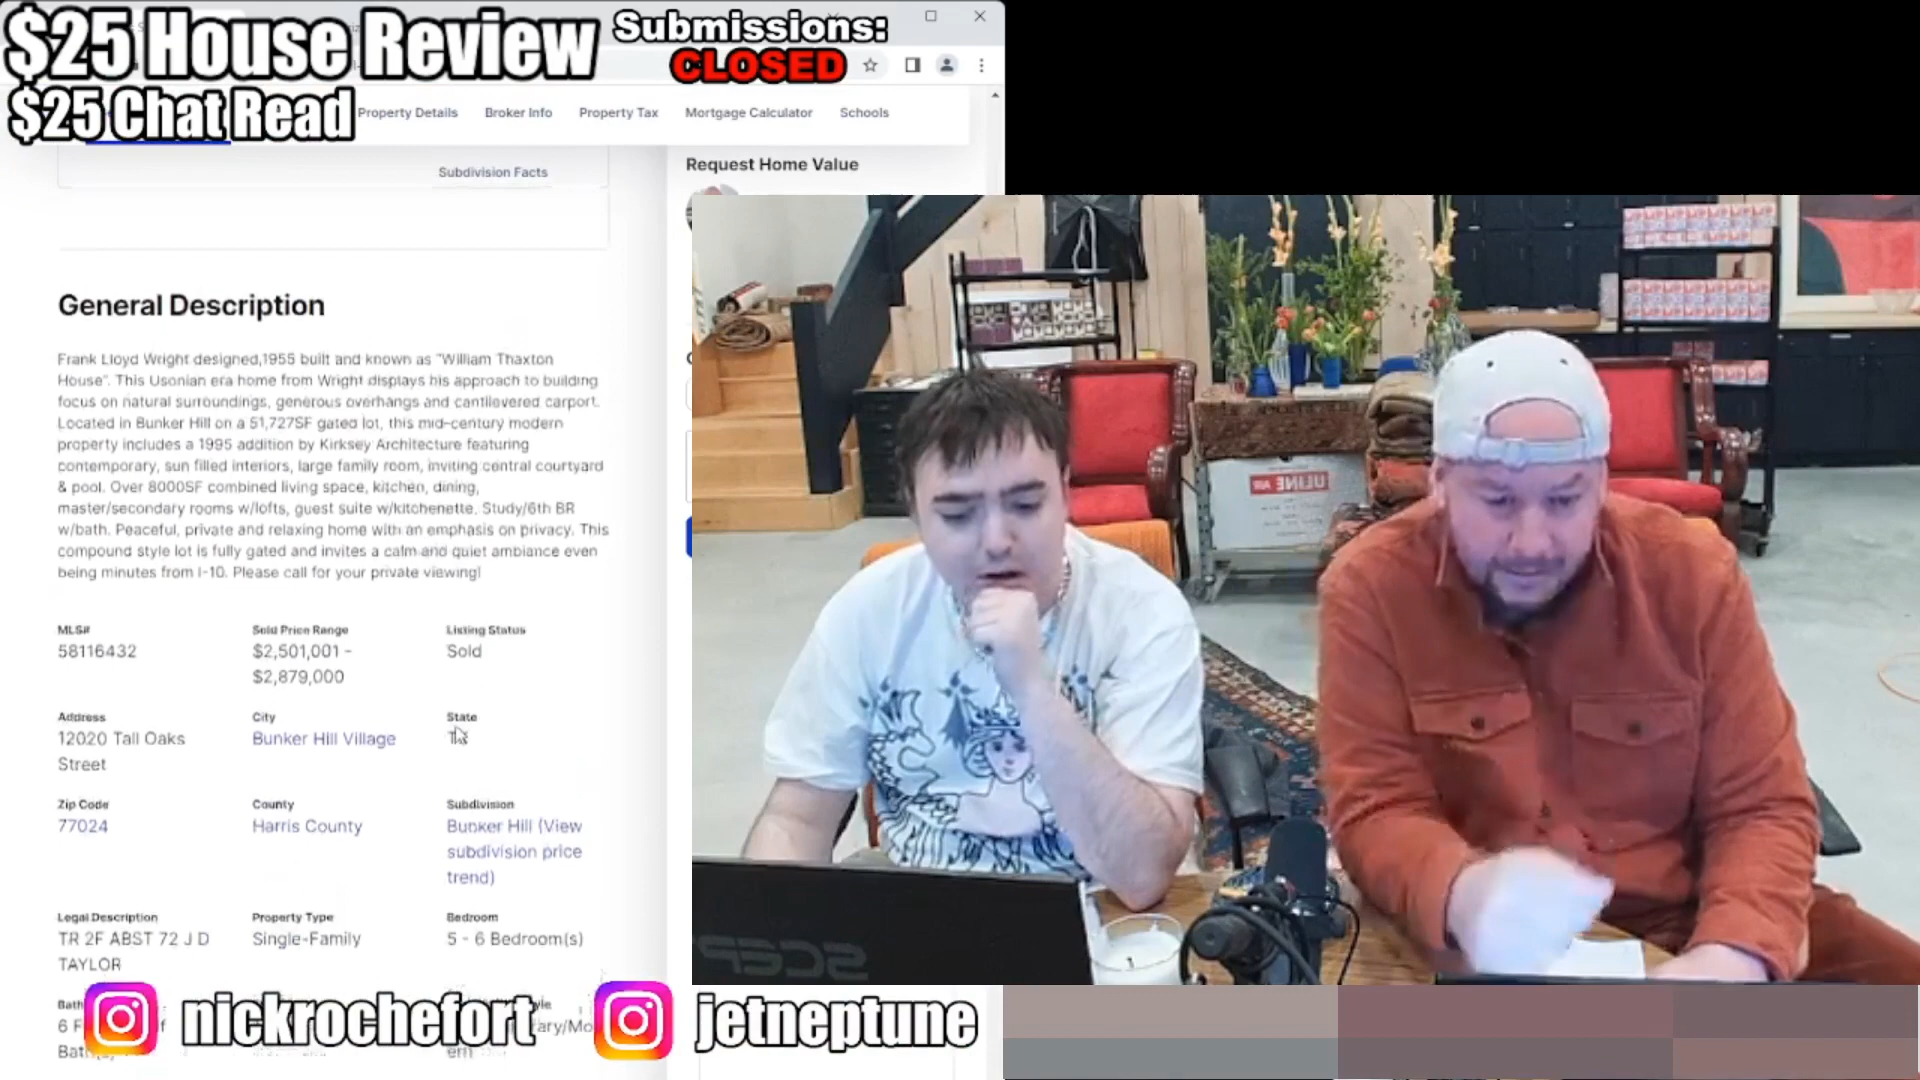 $25 House Review
Submissions:
CLOSED
$25 Chat Read
Property Details
Broker Info
Property Tax
Mortgage Calculator
Schools
Subdivision Facts
Request Home Value
General Description
Frank Lloyd Wright designed,1955 built and known as "William Thaxton
House". This Usonian era home from Wright displays his approach to building
focus on natural surroundings, generous overhangs and cantilevered carport.
Located in Bunker Hill on a 51,727SF gated lot, this mid-century modern
property includes a 1995 addition by Kirksey Architecture featuring
contemporary, sun filled interiors, large family room, inviting central courtyard
& pool. Over 8000SF combined living space, kitchen, dining,
master/secondary rooms w/lofts, guest suite w/kitchenette. Study/6th BR
w/bath. Peaceful, private and relaxing home with an emphasis on privacy. This
compound style lot is fully gated and invites a calm and quiet ambiance even
being minutes from I-10. Please call for your private viewing!
MLS#
58116432
Sold Price Range
$2,501,001 -
$2,879,000
Listing Status
Sold
Address
12020 Tall Oaks
Street
City
Bunker Hill Village
State
Zip Code
77024
County
Harris County
Subdivision
Bunker Hill (View
subdivision price
trend)
Legal Description
TR 2F ABST 72 J D
TAYLOR
Property Type
Single-Family
Bedroom
5 - 6 Bedroom(s)
nickrochefort
jetneptune
ULINE